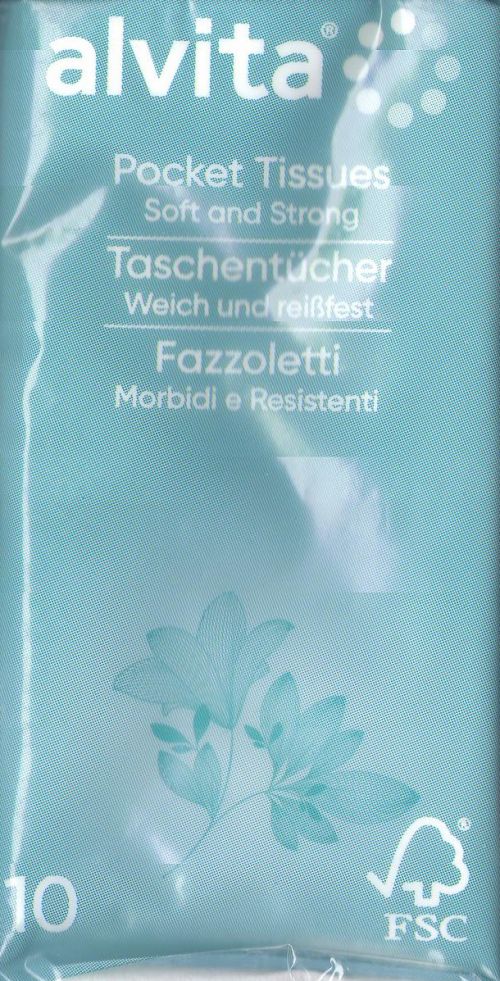 alvita®
Pocket Tissues
Soft and Strong
Taschentücher
Weich und reißfest
Fazzoletti
Morbidi e Resistenti
10
®
FSC